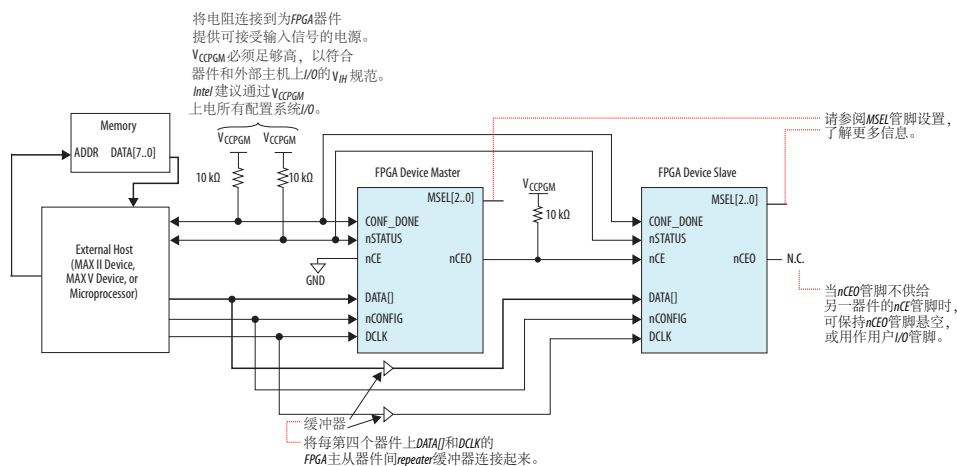 将电阻连接到为FPGA器件
提供可接受输入信号的电源。
VCCPGM必须足够高，以符合
器件和外部主机上I/O的VIH规范。
Intel建议通过VCCPGM
上电所有配置系统I/O。
Memory
ADDR DATA[7..0]
VCCPGM VCCPGM
10 kΩ 10 kΩ
External Host
(MAX II Device,
MAX V Device, or
Microprocessor)
GND
FPGA Device Master
MSEL[2..0]
CONF_DONE
nSTATUS
nCE nCEO
DATA[]
nCONFIG
DCLK
VCCPGM
10 kΩ
FPGA Device Slave
MSEL[2..0]
CONF_DONE
nSTATUS
nCE nCEO
DATA[]
nCONFIG
DCLK
N.C.
请参阅MSEL管脚设置，
了解更多信息。
当nCEO管脚不供给
另一器件的nCE管脚时，
可保持nCEO管脚悬空，
或用作用户I/O管脚。
缓冲器
将每第四个器件上DATA[]和DCLK的
FPGA主从器件间repeater缓冲器连接起来。